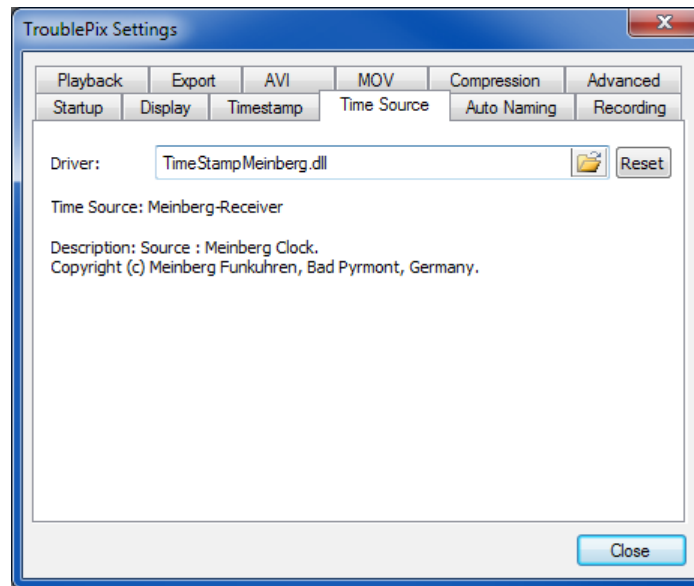 TroublePix Settings
Playback Export AVI MOV Compression Advanced
Startup Display Timestamp Time Source Auto Naming Recording
Driver: TimeStampMeinberg.dll Reset
Time Source: Meinberg-Receiver
Description: Source : Meinberg Clock.
Copyright (c) Meinberg Funkuhren, Bad Pyrmont, Germany.
Close